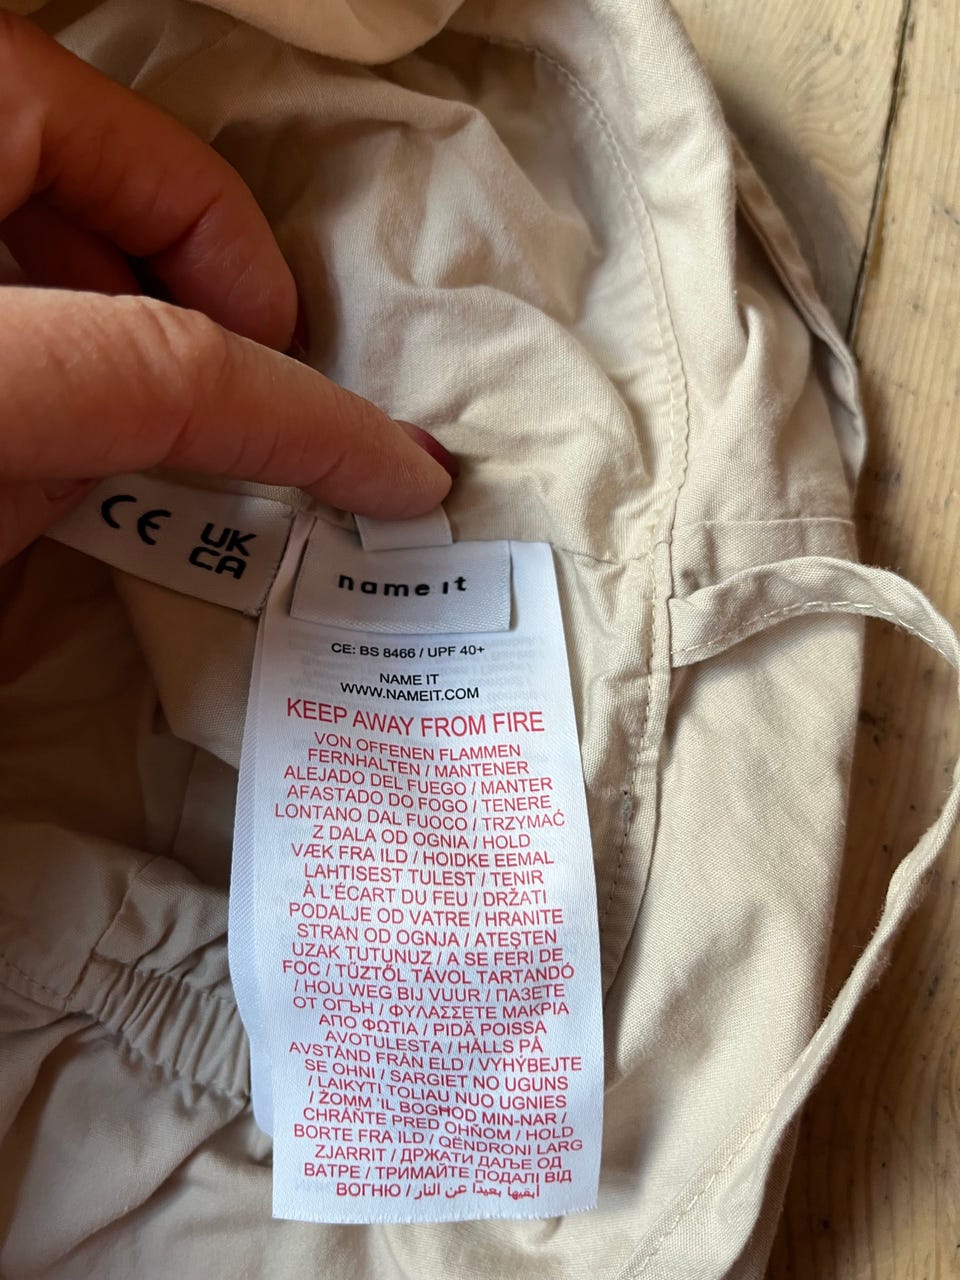 CE
UK
CA
name it
CE: BS 8466 / UPF 40+
NAME IT
WWW.NAMEIT.COM
KEEP AWAY FROM FIRE
VON OFFENEN FLAMMEN
FERNHALTEN / MANTENER
ALEJADO DEL FUEGO / MANTER
AFASTADO DO FOGO / TENERE
LONTANO DAL FUOCO / TRZYMAĆ
Z DALA OD OGNIA / HOLD
VÆK FRA ILD / HOIDKE EEMAL
LAHTISEST TULEST / TENIR
À L'ÉCART DU FEU / DRŽATI
PODALJE OD VATRE / HRANITE
STRAN OD OGNJA / ATEŞTEN
UZAK TUTUNUZ / A SE FERI DE
FOC / TŰZTŐL TÁVOL TARTANDÓ
/ HOU WEG BIJ VUUR / ПАЗЕТЕ
ОТ ОГЪН / ΦΥΛΑΣΣΕΤΕ ΜΑΚΡΙΑ
ΑΠΟ ΦΩΤΙΑ / PIDÄ POISSA
AVOTULESTA / HÅLLS PÅ
AVSTÅND FRÅN ELD / VYHÝBEJTE
SE OHNI / SARGIET NO UGUNS
/ LAIKYTI TOLIAU NUO UGNIES
/ ŻOMM 'IL BOGĦOD MIN-NAR /
CHRÁŇTE PRED OHŇOM / HOLD
BORTE FRA ILD / QËNDRONI LARG
ZJARRIT / ДРЖАТИ ДАЉЕ ОД
ВАТРЕ / ТРИМАЙТЕ ПОДАЛІ ВІД
ВОГНЮ / أبقيها بعيداً عن النار